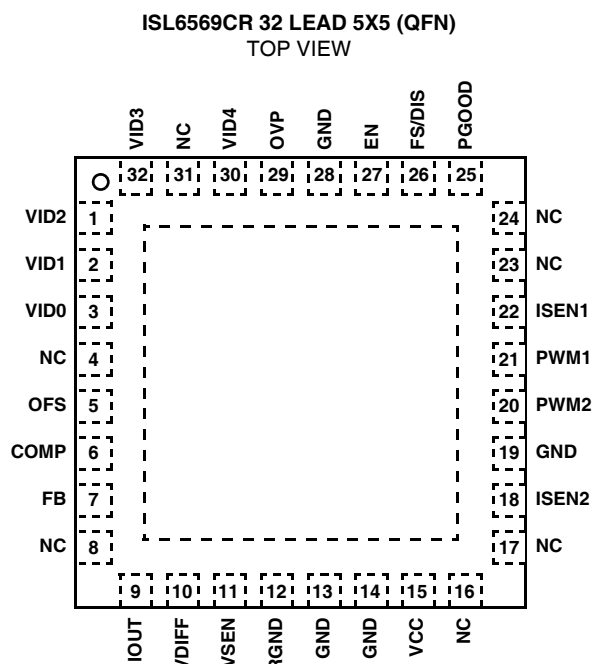 ISL6569CR 32 LEAD 5X5 (QFN)
TOP VIEW
VID3 NC VID4 OVP GND EN FS/DIS PGOOD
32 31 30 29 28 27 26 25
VID2 1 24 NC
VID1 2 23 NC
VID0 3 22 ISEN1
NC 4 21 PWM1
OFS 5 20 PWM2
COMP 6 19 GND
FB 7 18 ISEN2
NC 8 17 NC
9 10 11 12 13 14 15 16
IOUT VDIFF VSEN RGND GND GND VCC NC